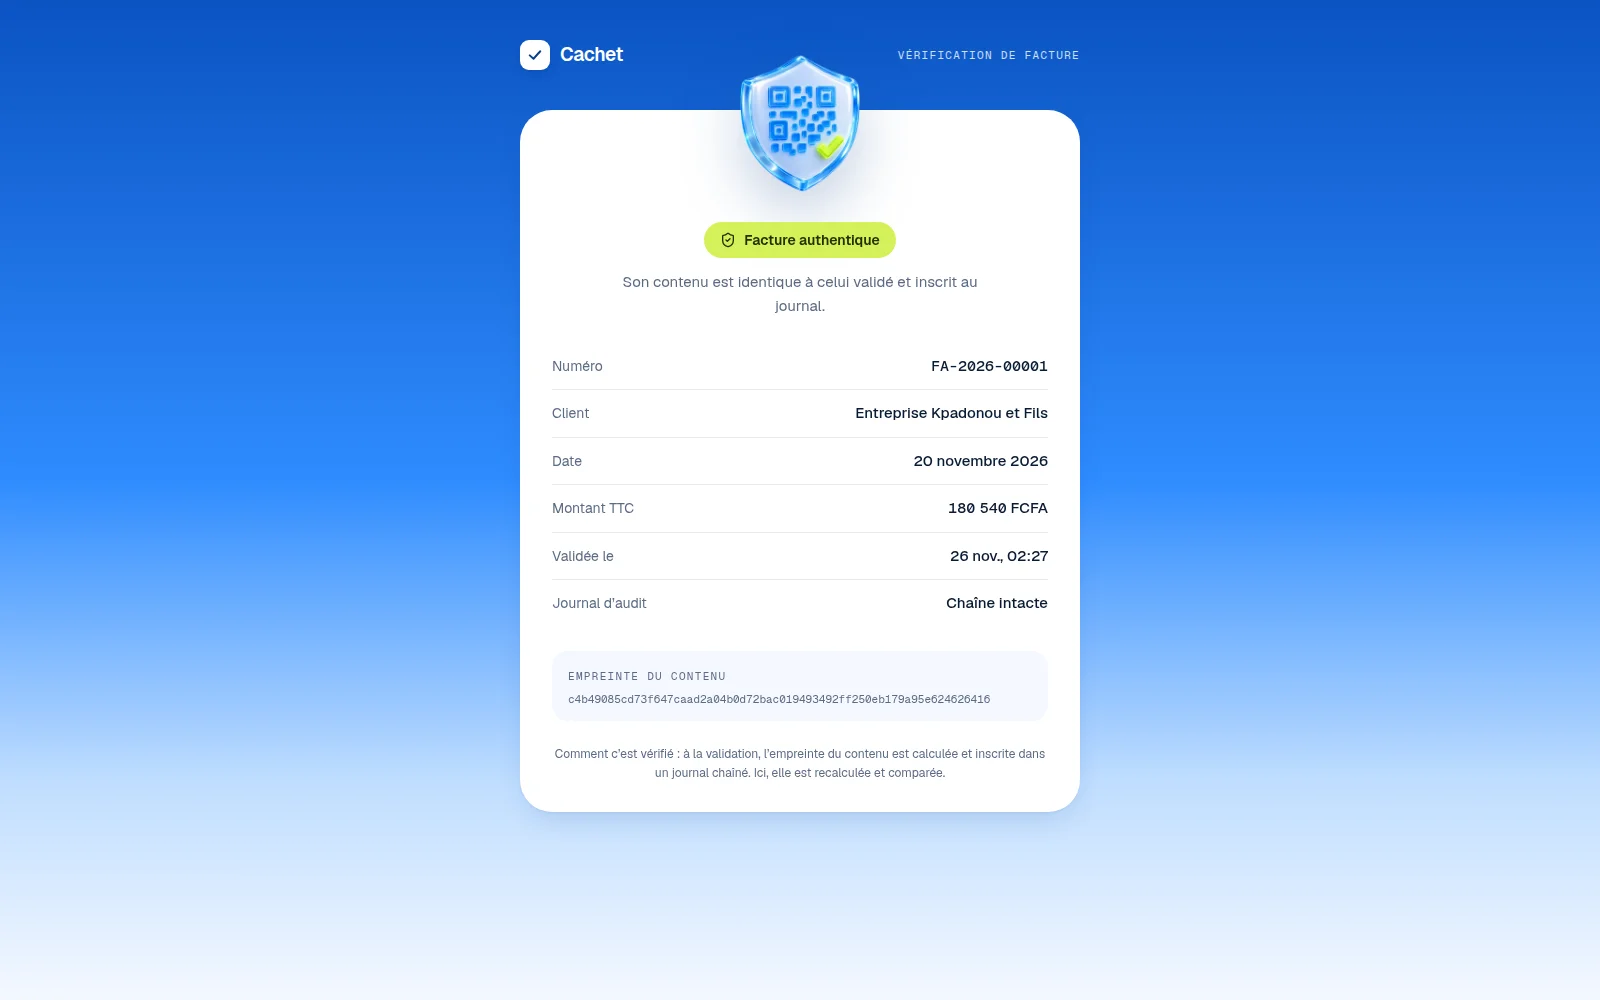 Cachet
VÉRIFICATION DE FACTURE
Facture authentique
Son contenu est identique à celui validé et inscrit au
journal.
Numéro FA-2026-00001
Client Entreprise Kpadonou et Fils
Date 20 novembre 2026
Montant TTC 180 540 FCFA
Validée le 26 nov., 02:27
Journal d’audit Chaîne intacte
EMPREINTE DU CONTENU
c4b49085cd73f647caad2a04b0d72bac019493492ff250eb179a95e624626416
Comment c’est vérifié : à la validation, l’empreinte du contenu est calculée et inscrite dans
un journal chaîné. Ici, elle est recalculée et comparée.